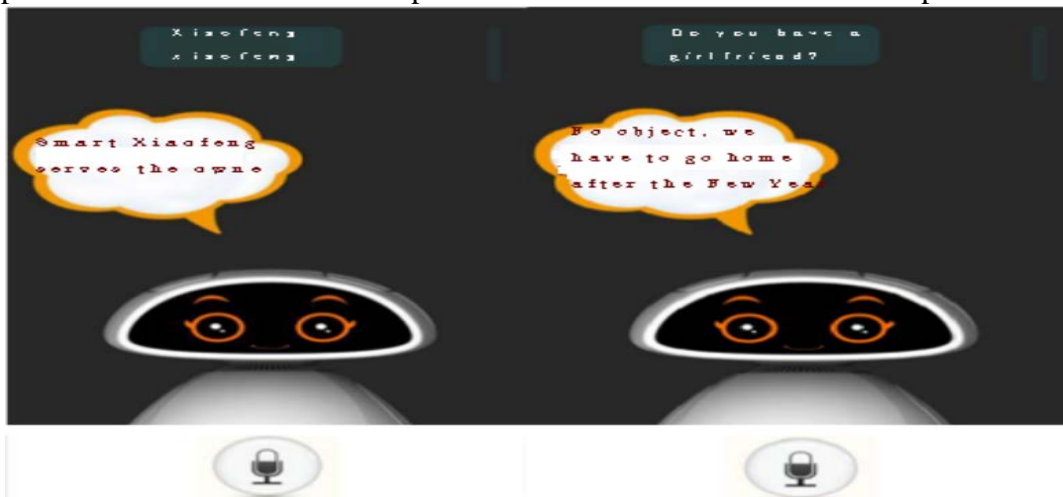 Xiaofeng
xiaofeng
Smart Xiaofeng
serves the owne
Do you have a
girlfriend?
No object, we
have to go home
after the New Year